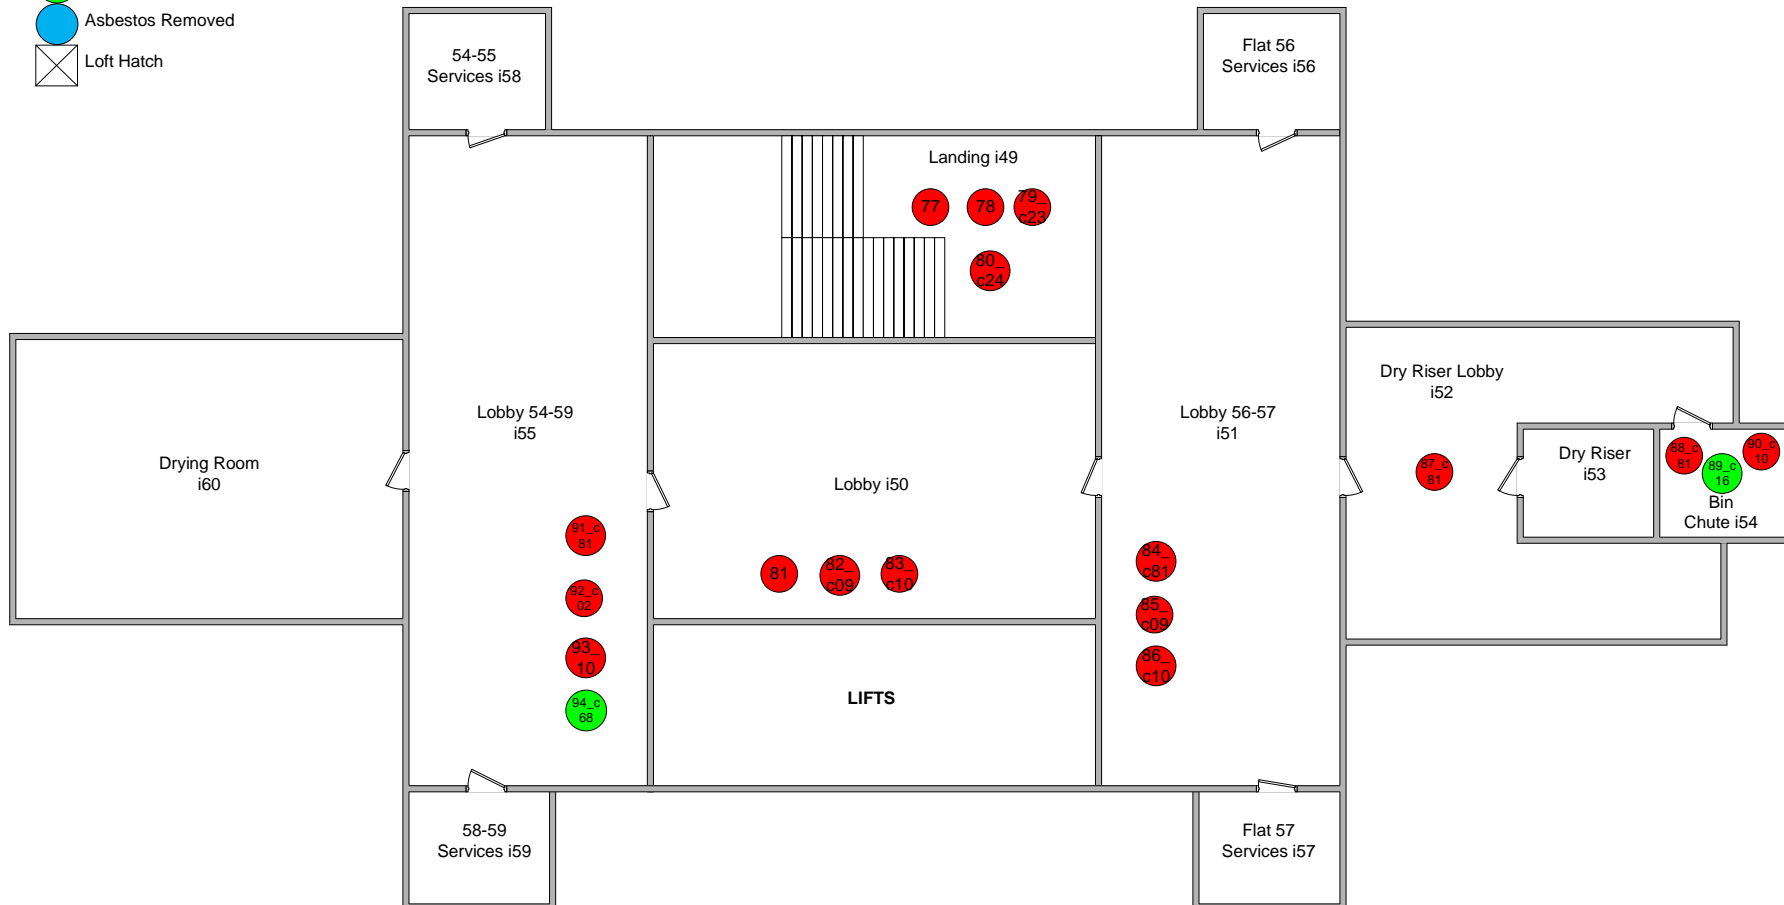 Asbestos Removed
Loft Hatch
54-55
Services i58
Flat 56
Services i56
Landing i49
77
78
79_
c23
80_
c24
Dry Riser Lobby
i52
Lobby 54-59
i55
Lobby 56-57
i51
Drying Room
i60
Lobby i50
Dry Riser
i53
87_c
81
88_c
81
89_c
16
90_c
10
Bin
Chute i54
91_c
81
92_c
02
93_
10
94_c
68
81
82_
c09
83_
c10
84_
c81
85_
c09
86_
c10
LIFTS
58-59
Services i59
Flat 57
Services i57